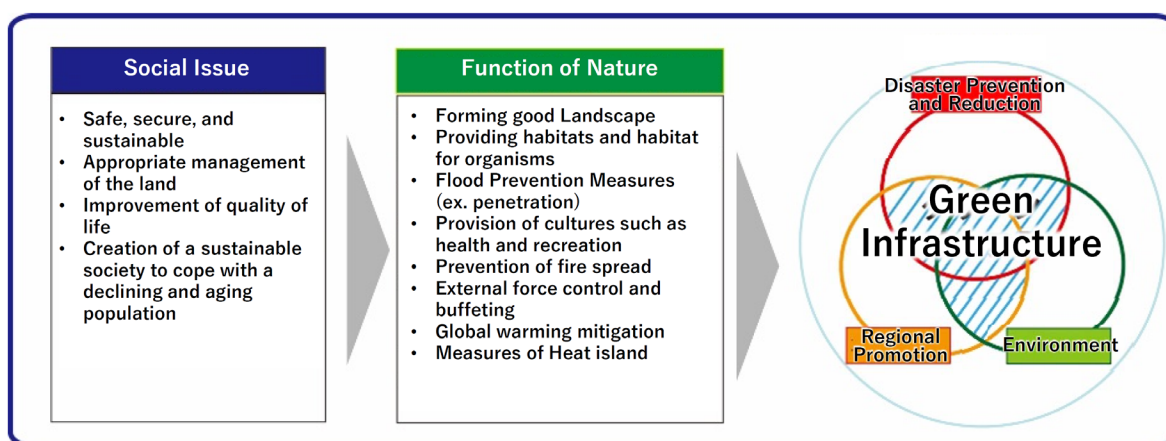 Social Issue
• Safe, secure, and
sustainable
• Appropriate management
of the land
• Improvement of quality of
life
• Creation of a sustainable
society to cope with a
declining and aging
population
Function of Nature
• Forming good Landscape
• Providing habitats and habitat
for organisms
• Flood Prevention Measures
(ex. penetration)
• Provision of cultures such as
health and recreation
• Prevention of fire spread
• External force control and
buffeting
• Global warming mitigation
• Measures of Heat island
Disaster Prevention
and Reduction
Green
Infrastructure
Regional
Promotion
Environment